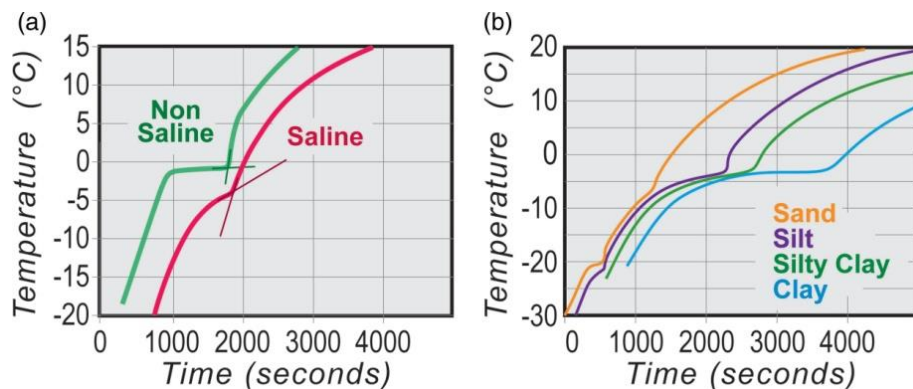 (a)
Temperature (°C)
15
10
5
0
-5
-10
-15
-20
Non
Saline
Saline
0
1000
2000
3000
4000
Time (seconds)
(b)
Temperature (°C)
20
10
0
-10
-20
-30
Sand
Silt
Silty Clay
Clay
0
1000
2000
3000
4000
Time (seconds)